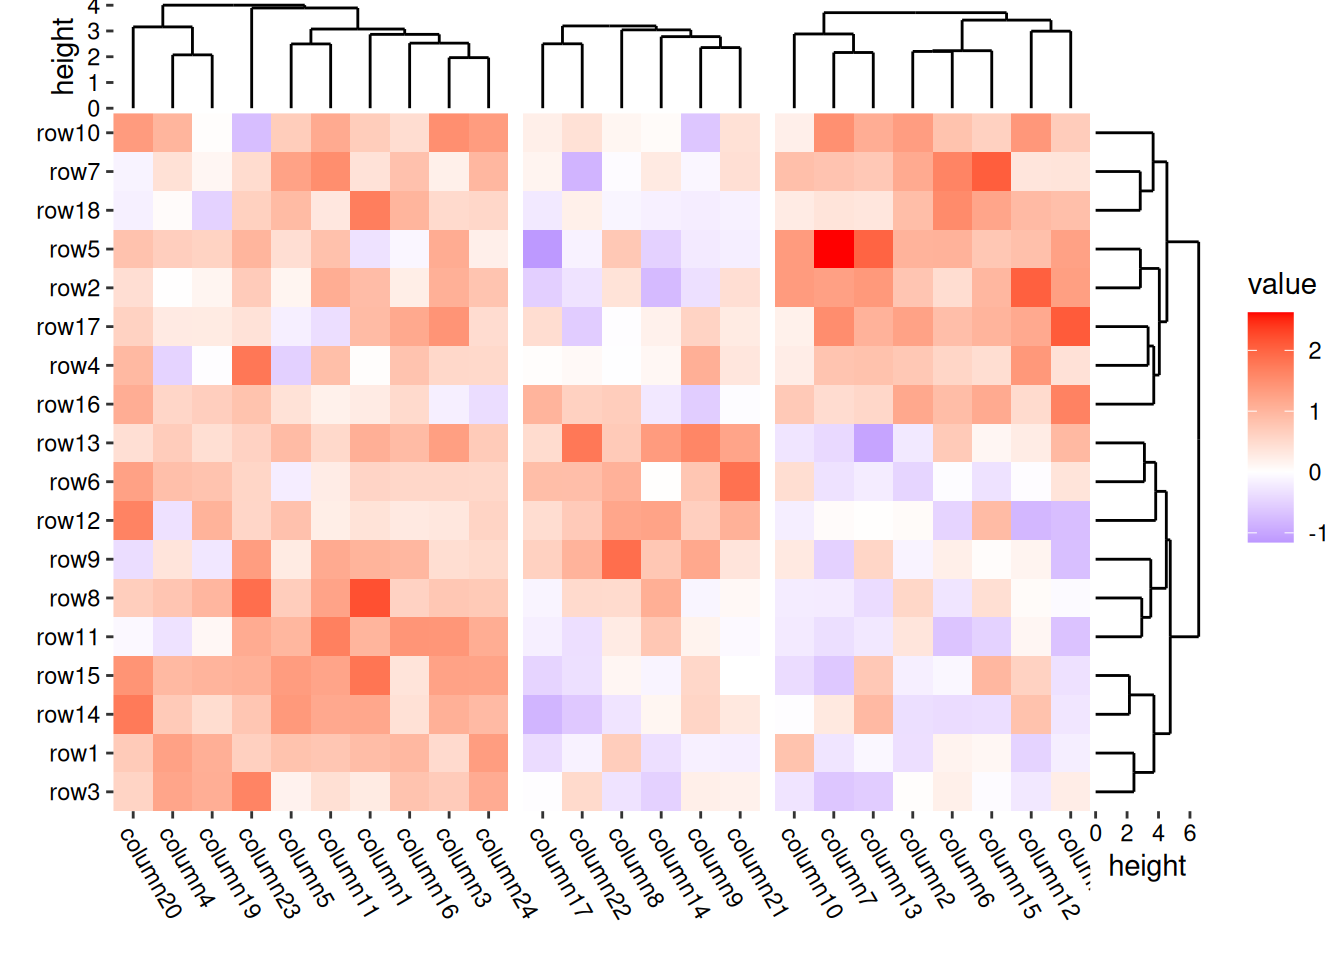 4
3
2
1
0
height
row10
row7
row18
row5
row2
row17
row4
row16
row13
row6
row12
row9
row8
row11
row15
row14
row1
row3
column20
column4
column19
column23
column5
column11
column1
column16
column3
column24
column17
column22
column8
column14
column9
column21
column10
column7
column13
column2
column6
column15
column12
0 2 4 6
height
value
2
1
0
-1